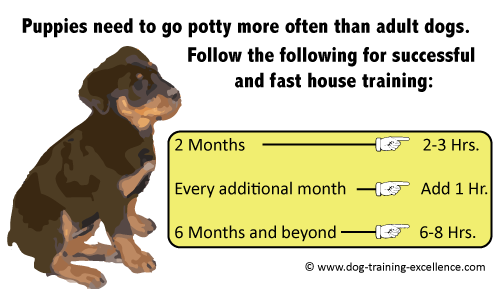 Puppies need to go potty more often than adult dogs.
Follow the following for successful
and fast house training:
2 Months 2-3 Hrs.
Every additional month Add 1 Hr.
6 Months and beyond 6-8 Hrs.
© www.dog-training-excellence.com